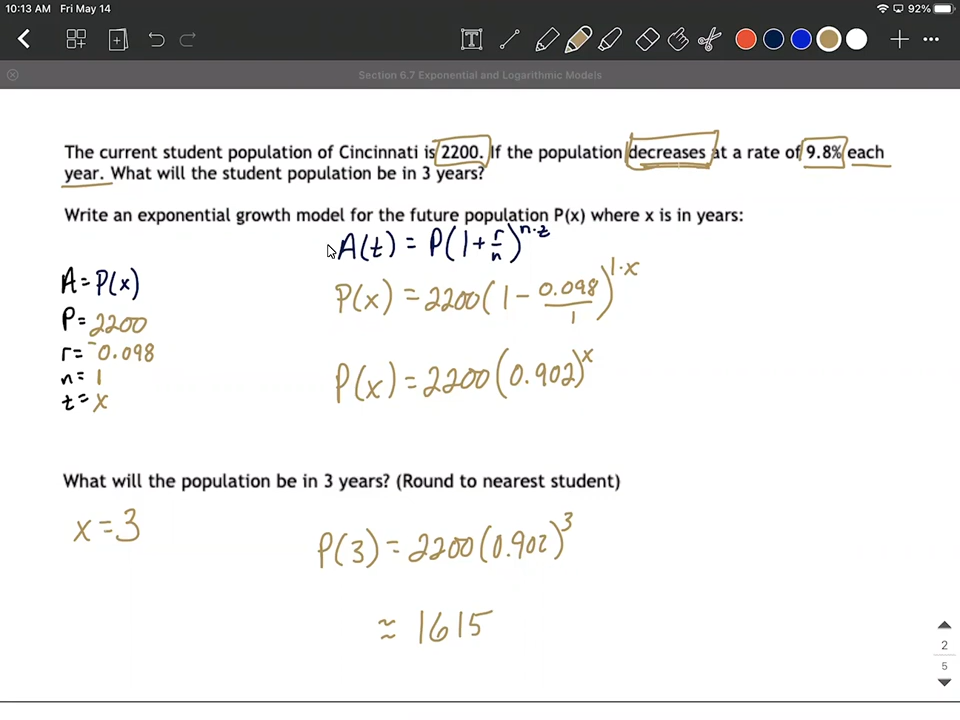 10:13 AM Fri May 14 92%
Section 6.7 Exponential and Logarithmic Models
The current student population of Cincinnati is 2200. If the population decreases at a rate of 9.8% each
year. What will the student population be in 3 years?
Write an exponential growth model for the future population P(x) where x is in years:
A(t) = P(1 + r/n)^n·t
A = P(x)
P(x) = 2200(1 - 0.098/1)^1·x
P = 2200
r = -0.098
n = 1
t = x
P(x) = 2200(0.902)^x
What will the population be in 3 years? (Round to nearest student)
x = 3
P(3) = 2200(0.902)^3
≈ 1615
2
5